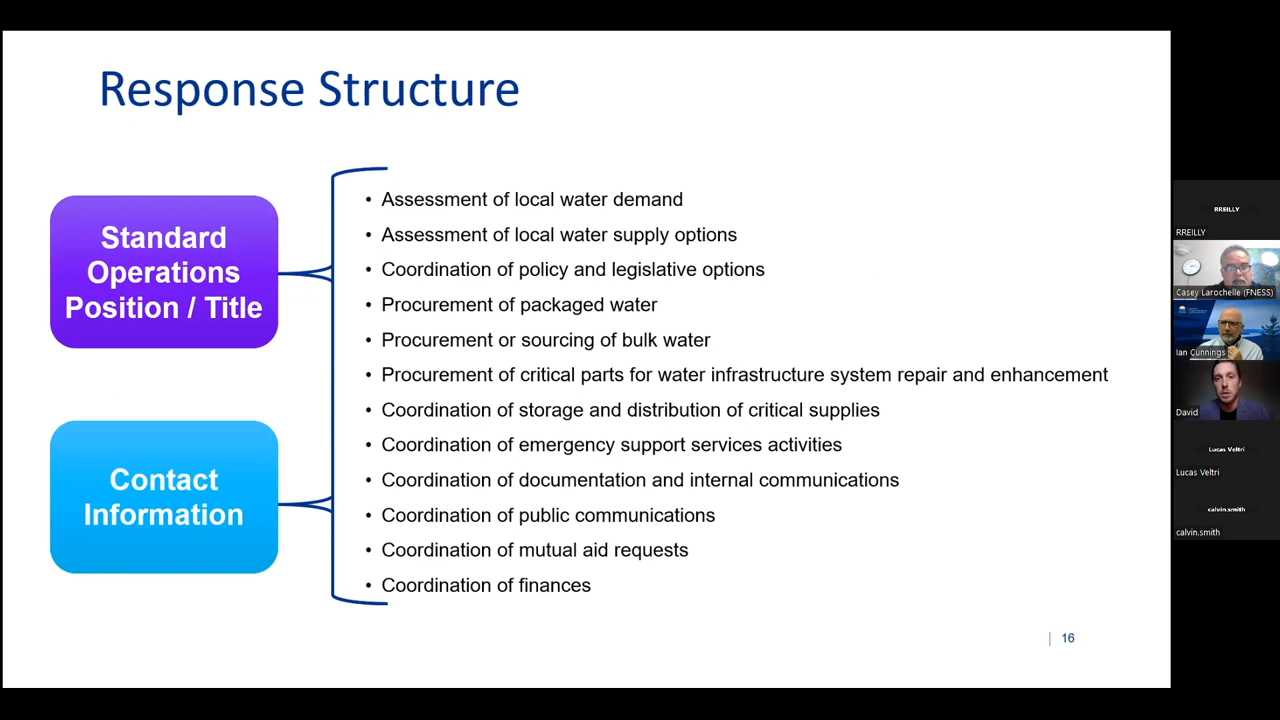 Response Structure
Standard
Operations
Position / Title
Contact
Information
• Assessment of local water demand
• Assessment of local water supply options
• Coordination of policy and legislative options
• Procurement of packaged water
• Procurement or sourcing of bulk water
• Procurement of critical parts for water infrastructure system repair and enhancement
• Coordination of storage and distribution of critical supplies
• Coordination of emergency support services activities
• Coordination of documentation and internal communications
• Coordination of public communications
• Coordination of mutual aid requests
• Coordination of finances
16
RREILLY
RREILLY
Casey Larochelle (FNESS)
Ian Cunnings
David
Lucas Veltri
Lucas Veltri
calvin.smith
calvin.smith